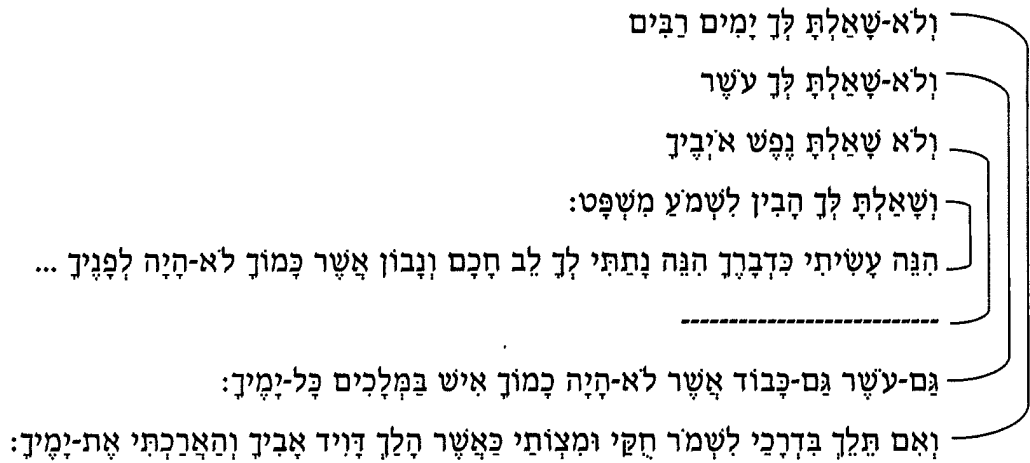 וְלֹא-שָׁאַלְתָּ לְּךָ יָמִים רַבִּים
וְלֹא-שָׁאַלְתָּ לְּךָ עֹשֶׁר
וְלֹא שָׁאַלְתָּ נֶפֶשׁ אֹיְבֶיךָ
וְשָׁאַלְתָּ לְּךָ הָבִין לִשְׁמֹעַ מִשְׁפָּט:
הִנֵּה עָשִׂיתִי כִּדְבָרֶךָ הִנֵּה נָתַתִּי לְךָ לֵב חָכָם וְנָבוֹן אֲשֶׁר כָּמוֹךָ לֹא-הָיָה לְפָנֶיךָ ...
--------------------------
גַּם-עֹשֶׁר גַּם-כָּבוֹד אֲשֶׁר לֹא-הָיָה כָמוֹךָ אִישׁ בַּמְּלָכִים כָּל-יָמֶיךָ:
וְאִם תֵּלֵךְ בִּדְרָכַי לִשְׁמֹר חֻקַּי וּמִצְוֹתַי כַּאֲשֶׁר הָלַךְ דָּוִיד אָבִיךָ וְהַאֲרַכְתִּי אֶת-יָמֶיךָ: